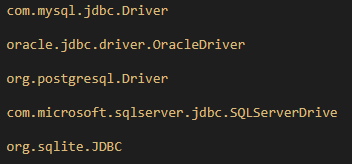 com.mysql.jdbc.Driver
oracle.jdbc.driver.OracleDriver
org.postgresql.Driver
com.microsoft.sqlserver.jdbc.SQLServerDrive
org.sqlite.JDBC